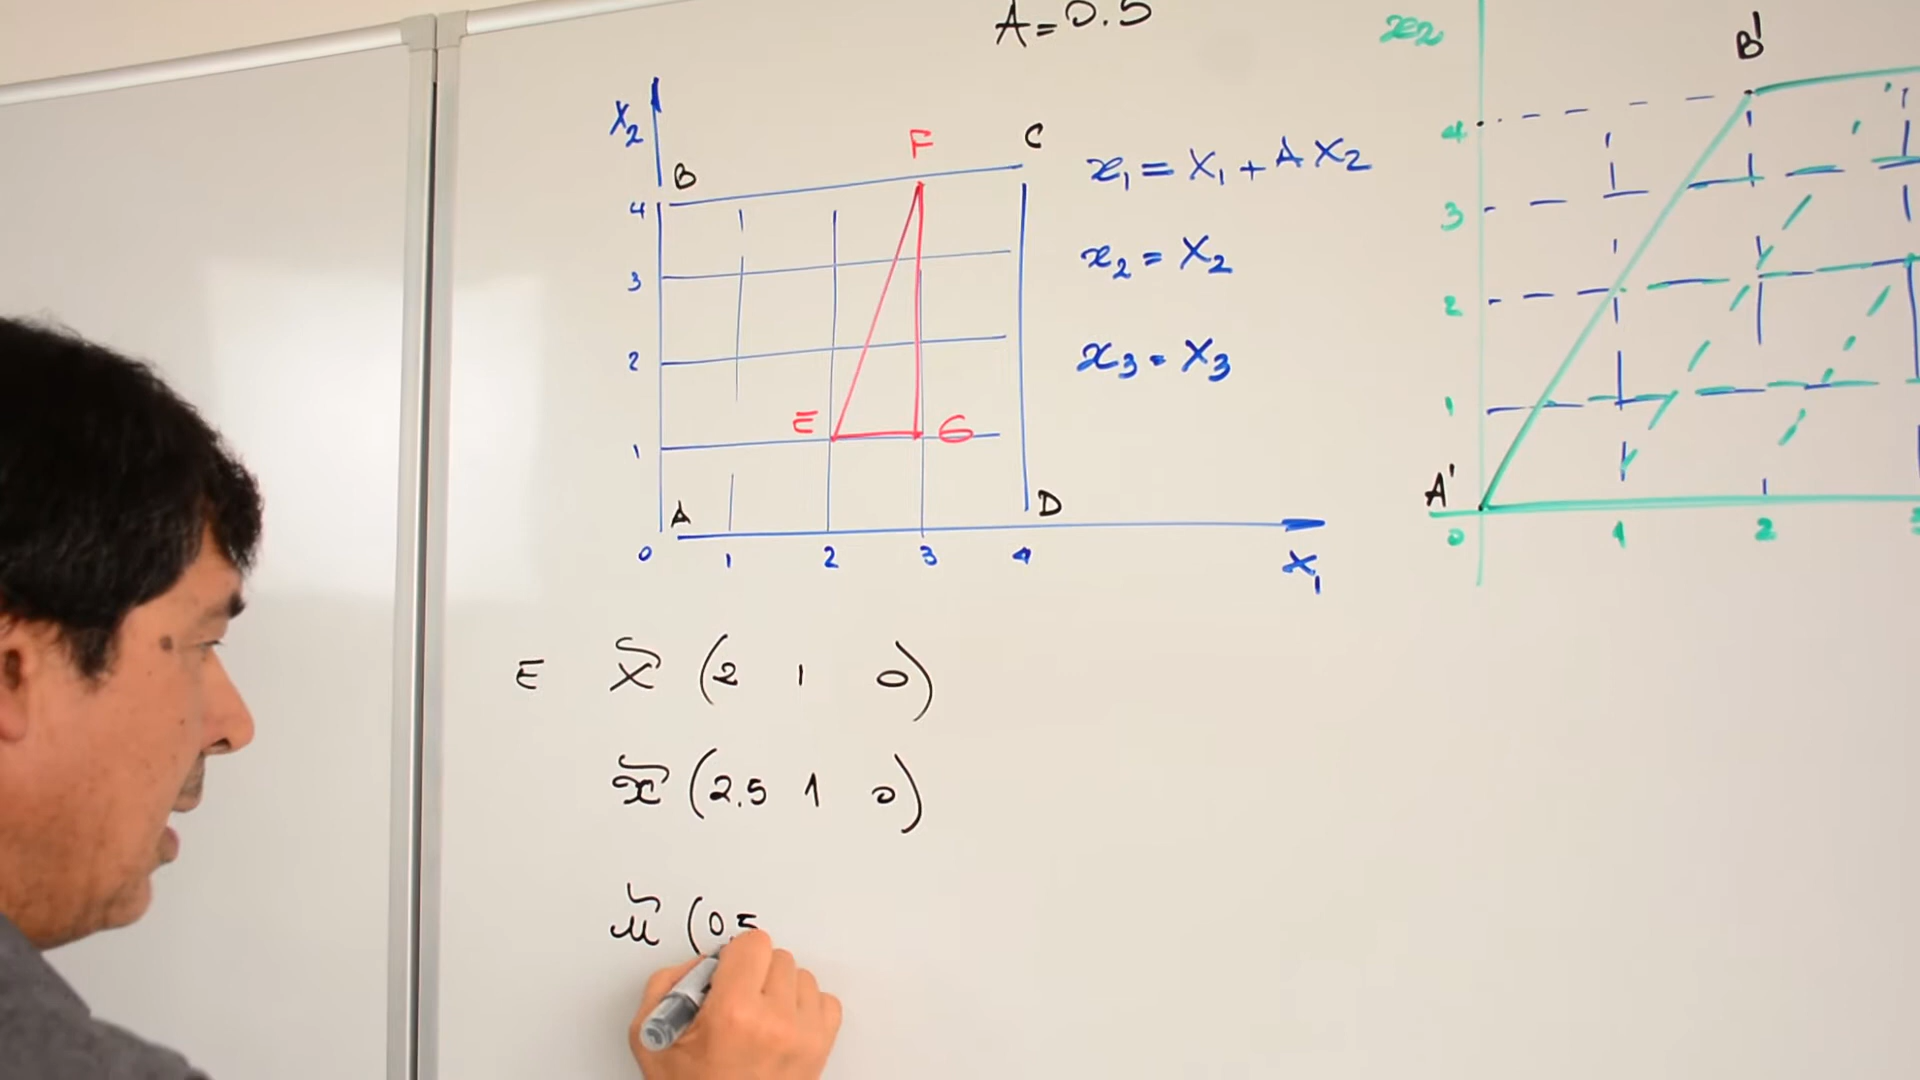 A = 0.5
X₂
B
F
C
4
3
2
1
E
G
A
D
0 1 2 3 4
X₁
x₁ = X₁ + A X₂
x₂ = X₂
x₃ = X₃
x₂
B'
4
3
2
1
A'
0 1 2
E X (2 1 0)
x (2.5 1 0)
u (0.5